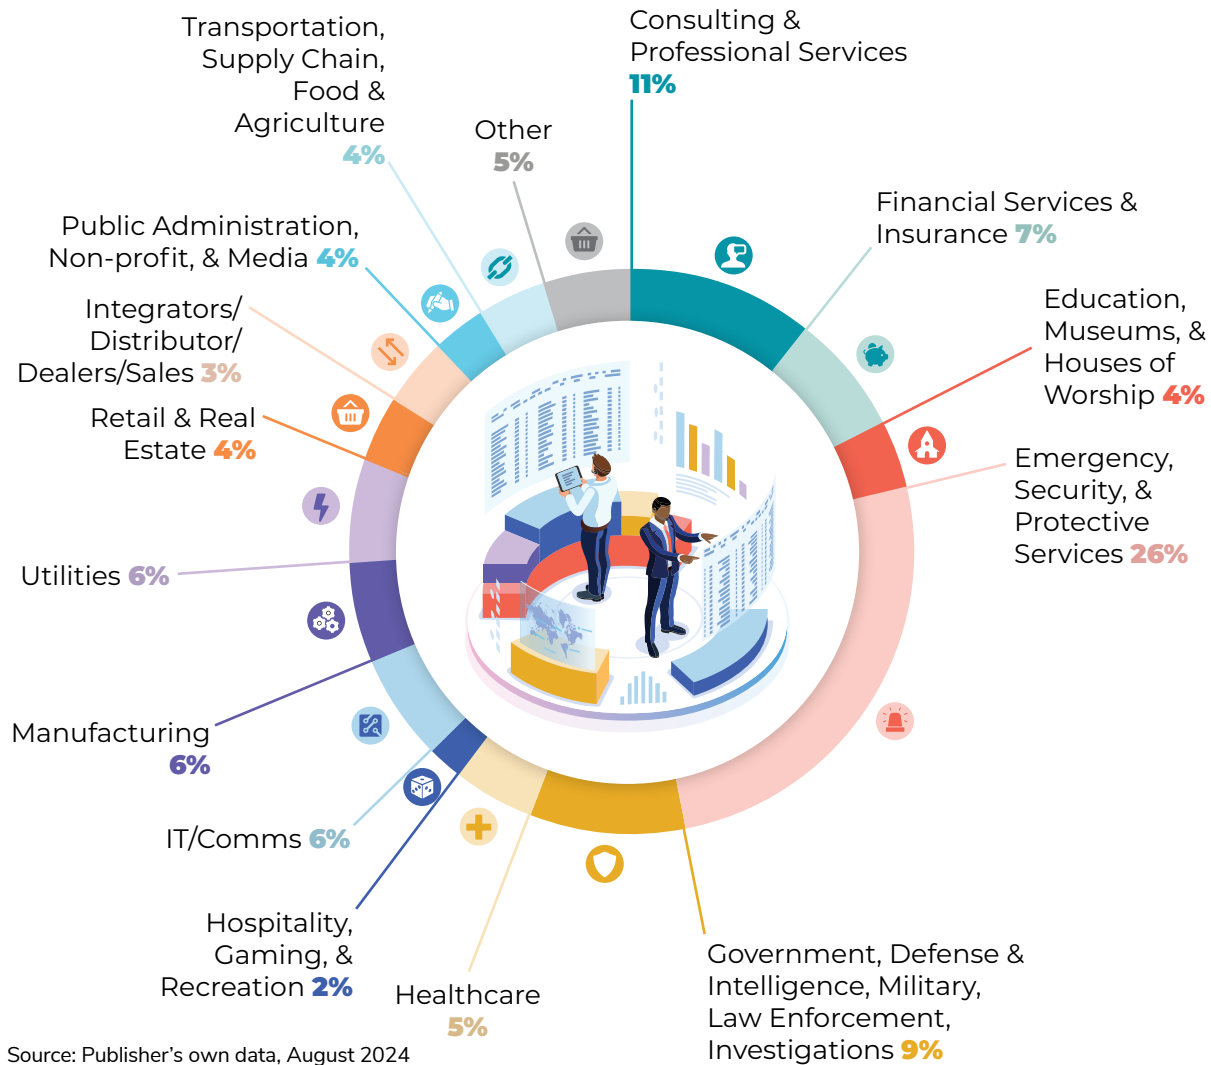 Consulting &
Professional Services
11%
Financial Services &
Insurance 7%
Education,
Museums, &
Houses of
Worship 4%
Emergency,
Security, &
Protective
Services 26%
Government, Defense &
Intelligence, Military,
Law Enforcement,
Investigations 9%
Healthcare
5%
Hospitality,
Gaming, &
Recreation 2%
IT/Comms 6%
Manufacturing
6%
Utilities 6%
Retail & Real
Estate 4%
Integrators/
Distributor/
Dealers/Sales 3%
Public Administration,
Non-profit, & Media 4%
Transportation,
Supply Chain,
Food &
Agriculture
4%
Other
5%
Source: Publisher’s own data, August 2024